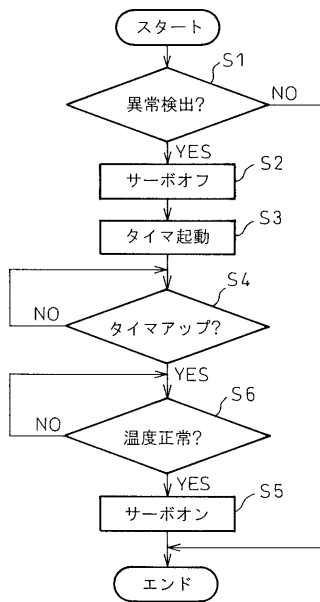 スタート
S1
異常検出?
NO
YES
S2
サーボオフ
S3
タイマ起動
S4
タイマアップ?
NO
YES
S6
温度正常?
NO
YES
S5
サーボオン
エンド